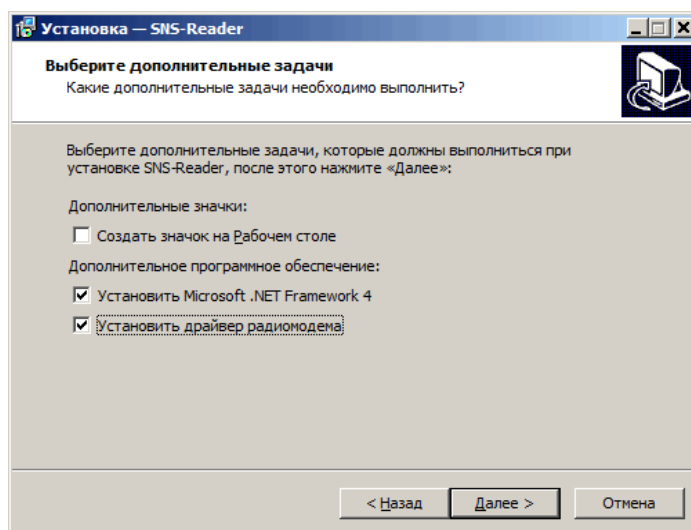 Установка — SNS-Reader
Выберите дополнительные задачи
Какие дополнительные задачи необходимо выполнить?
Выберите дополнительные задачи, которые должны выполниться при
установке SNS-Reader, после этого нажмите «Далее»:
Дополнительные значки:
Создать значок на Рабочем столе
Дополнительное программное обеспечение:
Установить Microsoft .NET Framework 4
Установить драйвер радиомодема
< Назад
Далее >
Отмена